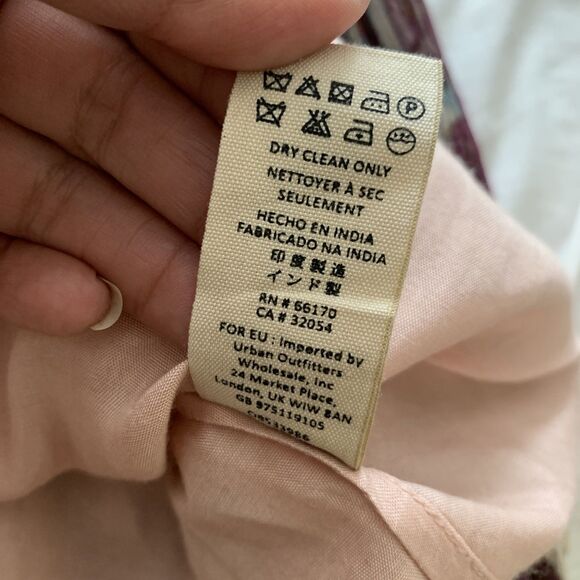 P
DRY CLEAN ONLY
NETTOYER À SEC
SEULEMENT
HECHO EN INDIA
FABRICADO NA INDIA
印度製造
インド製
RN # 66170
CA # 32054
FOR EU : Imported by
Urban Outfitters
Wholesale, Inc
24 Market Place,
London, UK WIW 8AN
GB 975119105